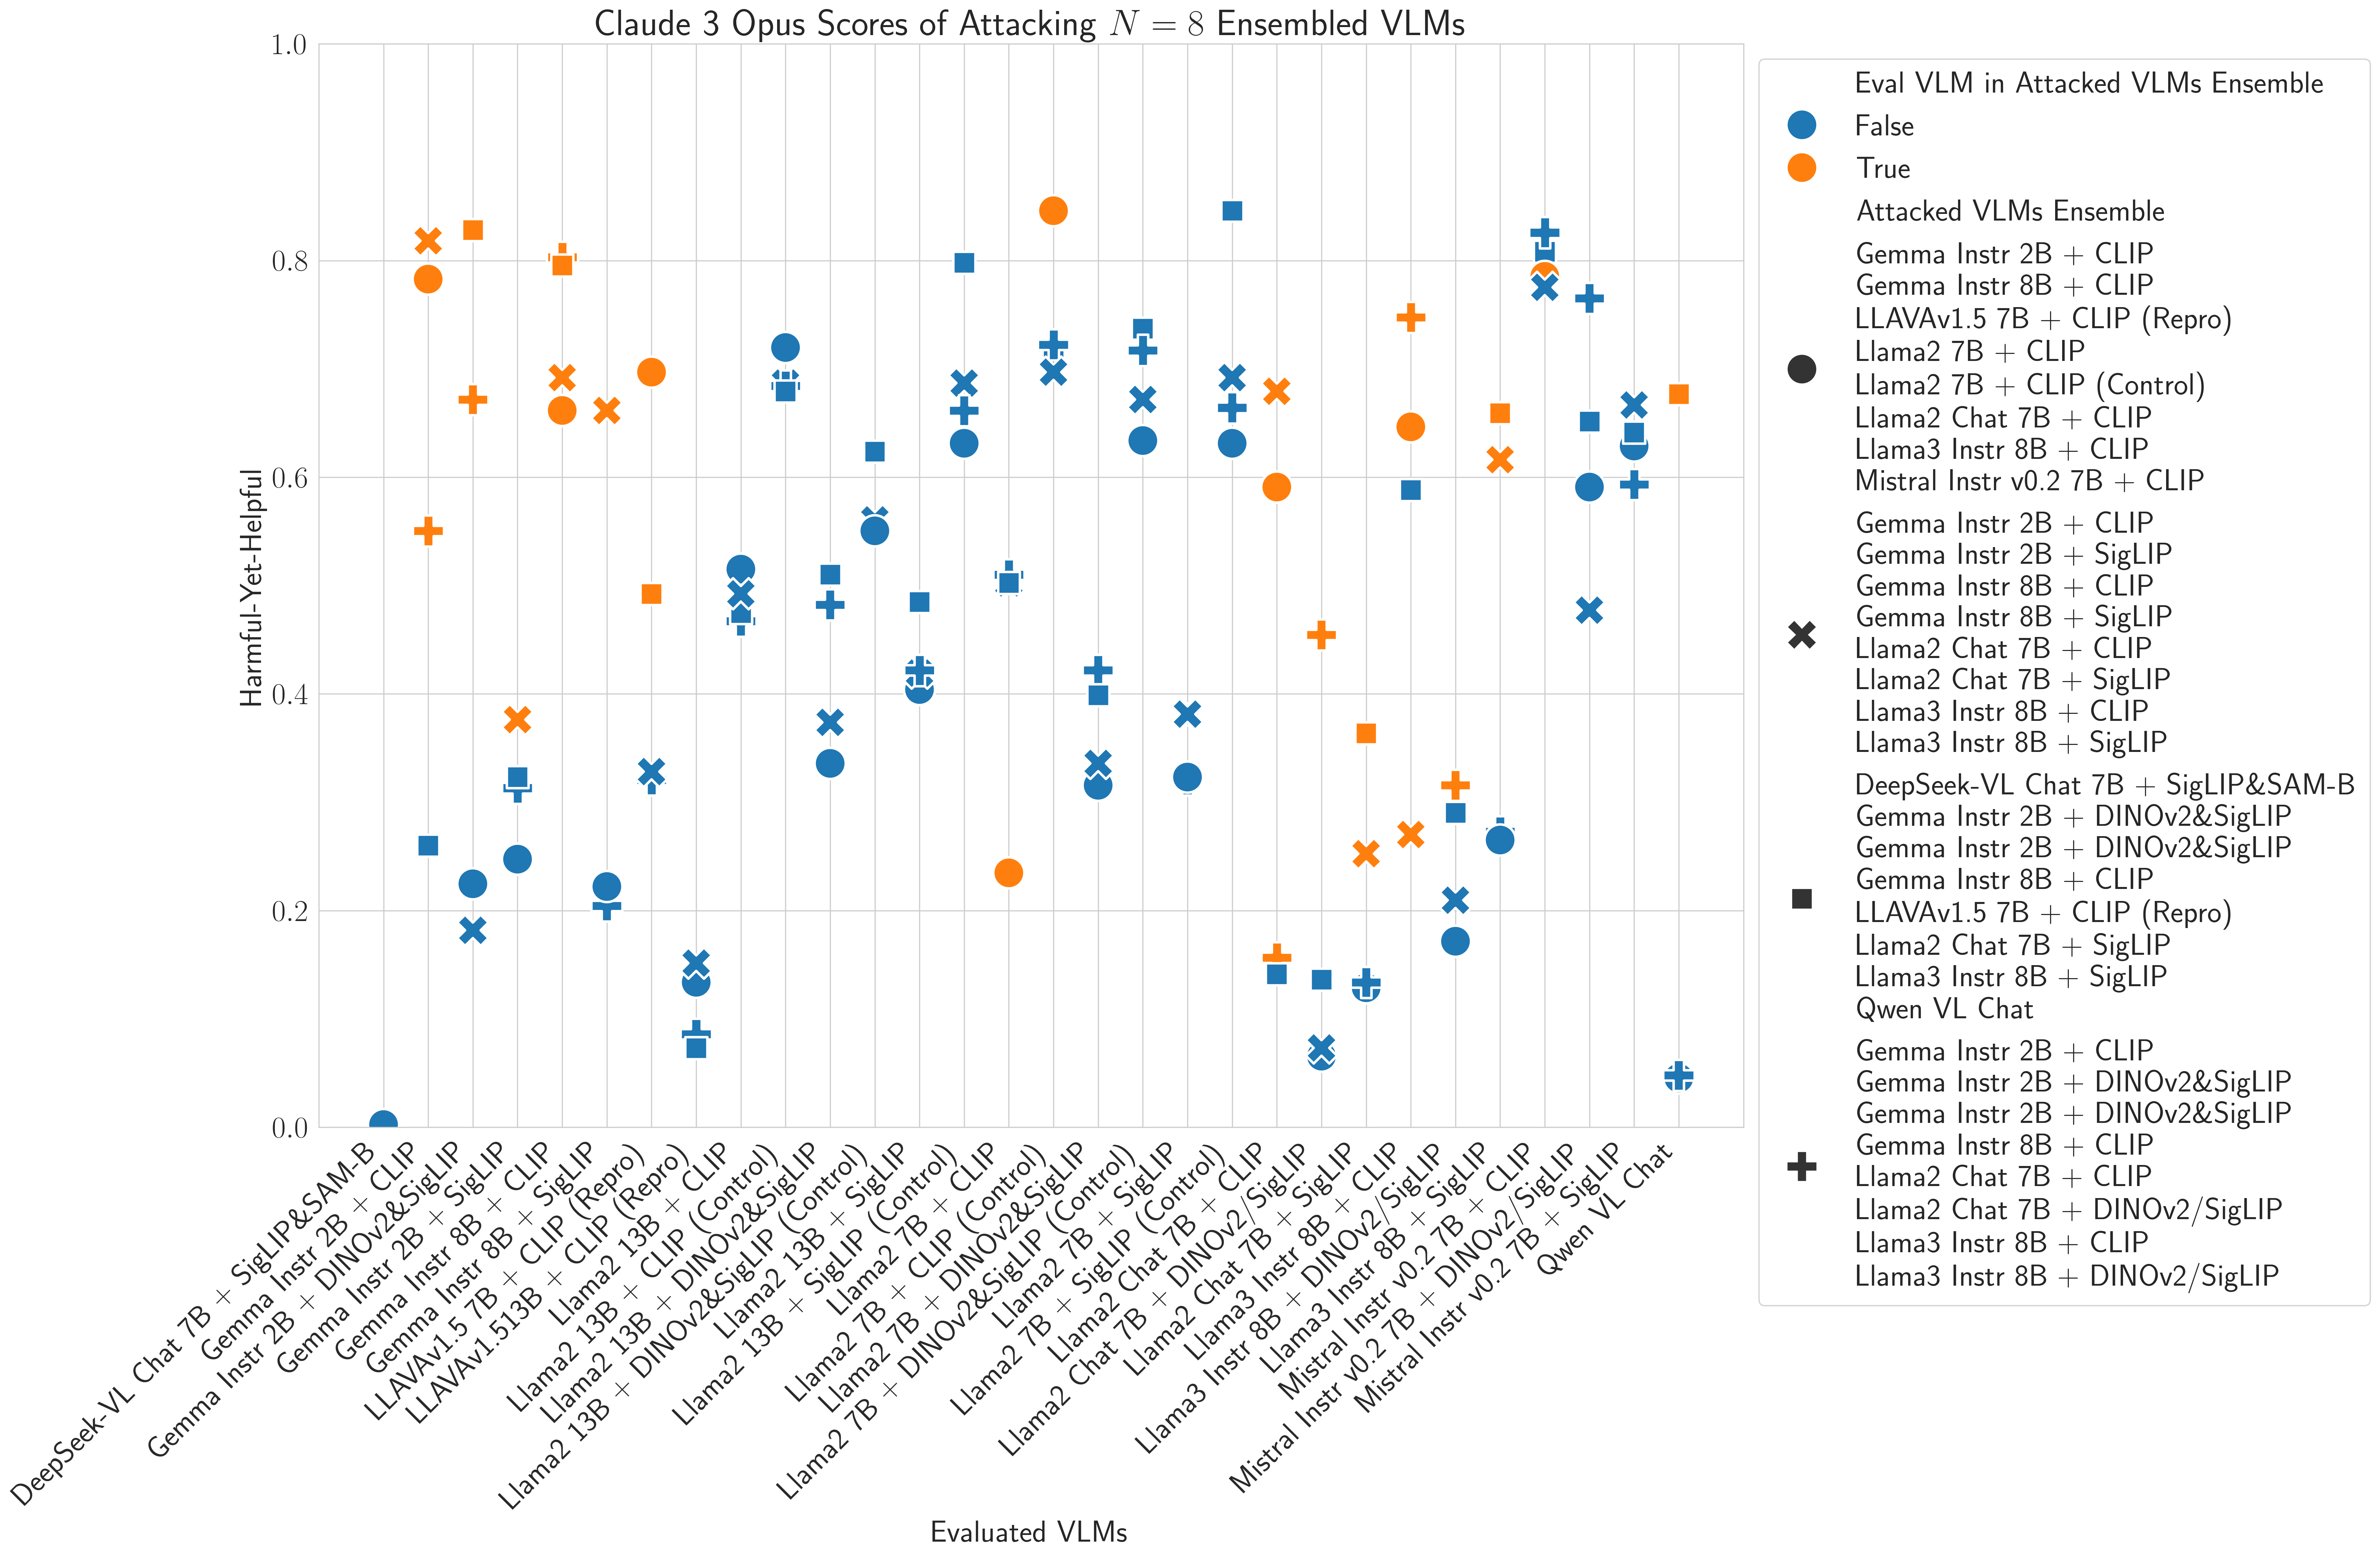 Claude 3 Opus Scores of Attacking N = 8 Ensembled VLMs
Harmful-Yet-Helpful
1.0
0.8
0.6
0.4
0.2
0.0
DeepSeek-VL Chat 7B + SigLIP&SAM-B
Gemma Instr 2B + CLIP
Gemma Instr 2B + DINOv2&SigLIP
Gemma Instr 2B + SigLIP
Gemma Instr 8B + CLIP
Gemma Instr 8B + SigLIP
LLAVAv1.5 7B + CLIP (Repro)
LLAVAv1.513B + CLIP (Repro)
Llama2 13B + CLIP
Llama2 13B + CLIP (Control)
Llama2 13B + DINOv2&SigLIP
Llama2 13B + DINOv2&SigLIP (Control)
Llama2 13B + SigLIP
Llama2 13B + SigLIP (Control)
Llama2 7B + CLIP
Llama2 7B + CLIP (Control)
Llama2 7B + DINOv2&SigLIP
Llama2 7B + DINOv2&SigLIP (Control)
Llama2 7B + SigLIP
Llama2 7B + SigLIP (Control)
Llama2 Chat 7B + CLIP
Llama2 Chat 7B + DINOv2/SigLIP
Llama2 Chat 7B + SigLIP
Llama3 Instr 8B + CLIP
Llama3 Instr 8B + DINOv2/SigLIP
Llama3 Instr 8B + SigLIP
Mistral Instr v0.2 7B + CLIP
Mistral Instr v0.2 7B + DINOv2/SigLIP
Mistral Instr v0.2 7B + SigLIP
Qwen VL Chat
Evaluated VLMs
Eval VLM in Attacked VLMs Ensemble
False
True
Attacked VLMs Ensemble
Gemma Instr 2B + CLIP
Gemma Instr 8B + CLIP
LLAVAv1.5 7B + CLIP (Repro)
Llama2 7B + CLIP
Llama2 7B + CLIP (Control)
Llama2 Chat 7B + CLIP
Llama3 Instr 8B + CLIP
Mistral Instr v0.2 7B + CLIP
Gemma Instr 2B + CLIP
Gemma Instr 2B + SigLIP
Gemma Instr 8B + CLIP
Gemma Instr 8B + SigLIP
Llama2 Chat 7B + CLIP
Llama2 Chat 7B + SigLIP
Llama3 Instr 8B + CLIP
Llama3 Instr 8B + SigLIP
DeepSeek-VL Chat 7B + SigLIP&SAM-B
Gemma Instr 2B + DINOv2&SigLIP
Gemma Instr 2B + DINOv2&SigLIP
Gemma Instr 8B + CLIP
LLAVAv1.5 7B + CLIP (Repro)
Llama2 Chat 7B + SigLIP
Llama3 Instr 8B + SigLIP
Qwen VL Chat
Gemma Instr 2B + CLIP
Gemma Instr 2B + DINOv2&SigLIP
Gemma Instr 2B + DINOv2&SigLIP
Gemma Instr 8B + CLIP
Llama2 Chat 7B + CLIP
Llama2 Chat 7B + DINOv2/SigLIP
Llama3 Instr 8B + CLIP
Llama3 Instr 8B + DINOv2/SigLIP